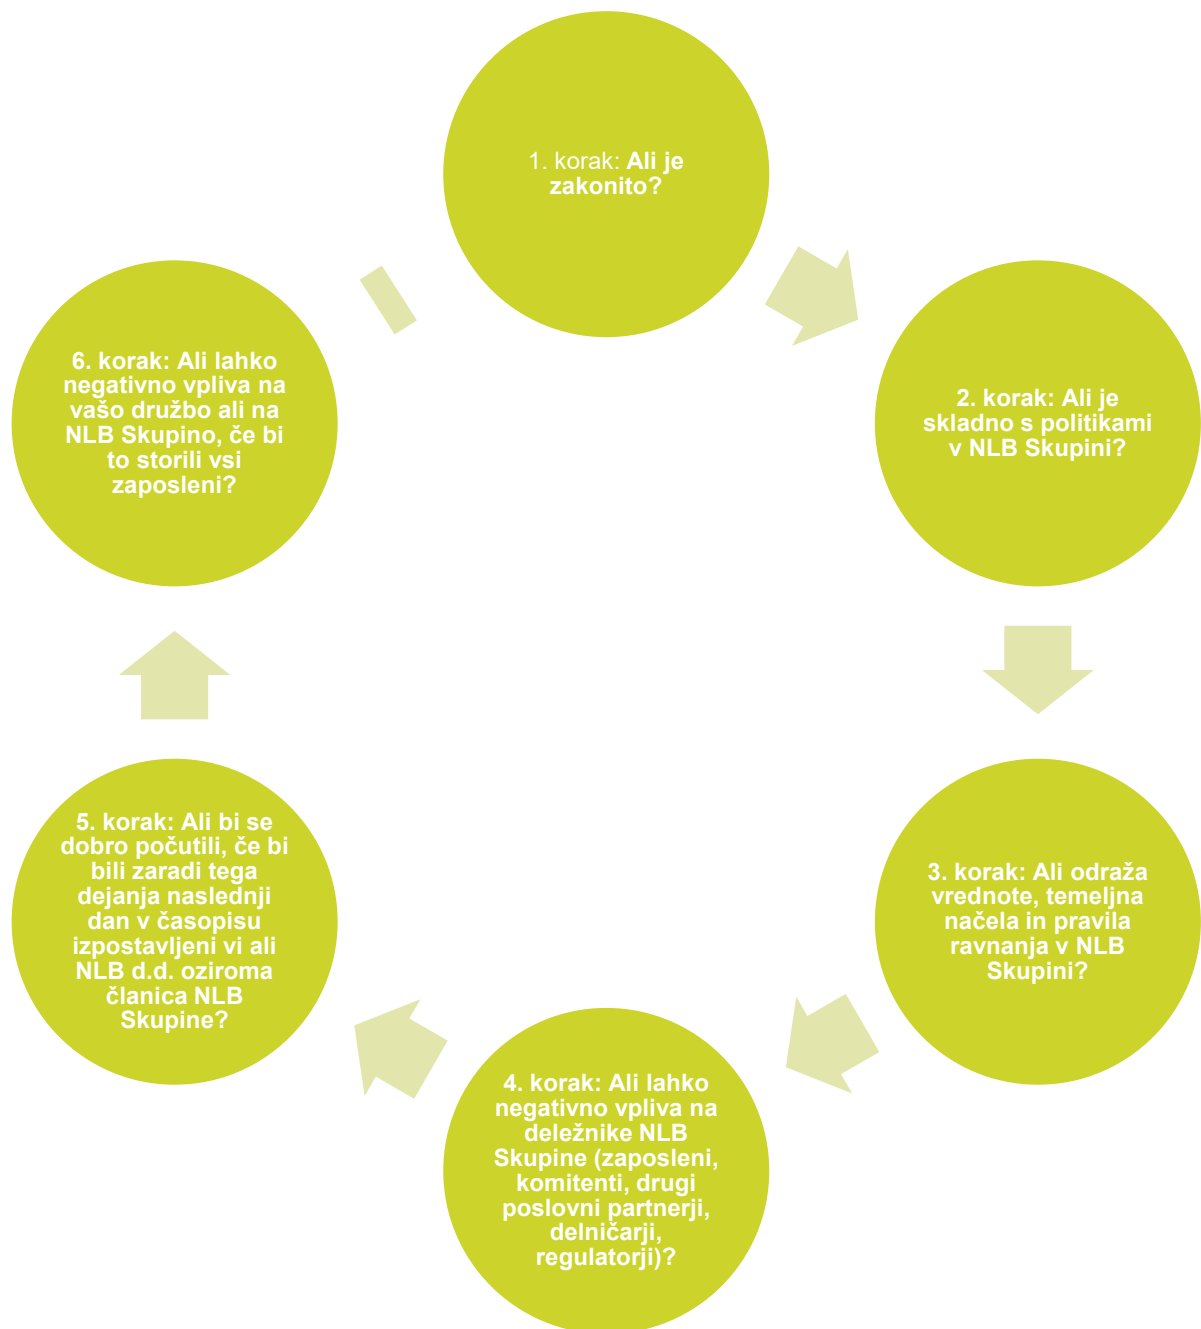 1. korak: Ali je
zakonito?
2. korak: Ali je
skladno s politikami
v NLB Skupini?
3. korak: Ali odraža
vrednote, temeljna
načela in pravila
ravnanja v NLB
Skupini?
4. korak: Ali lahko
negativno vpliva na
deležnike NLB
Skupine (zaposleni,
komitenti, drugi
poslovni partnerji,
delničarji,
regulatorji)?
5. korak: Ali bi se
dobro počutili, če bi
bili zaradi tega
dejanja naslednji
dan v časopisu
izpostavljeni vi ali
NLB d.d. oziroma
članica NLB
Skupine?
6. korak: Ali lahko
negativno vpliva na
vašo družbo ali na
NLB Skupino, če bi
to storili vsi
zaposleni?